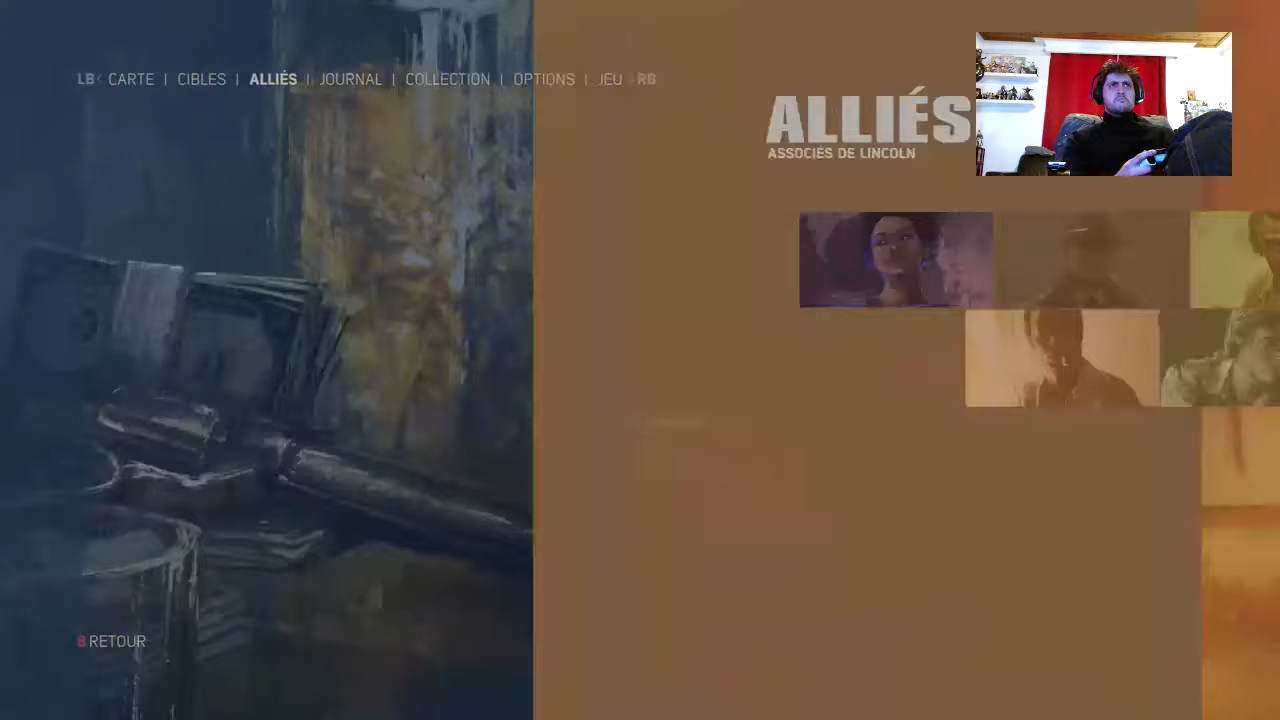 LB< CARTE | CIBLES | ALLIÉS | JOURNAL | COLLECTION | OPTIONS | JEU RB
ALLIÉS
ASSOCIÉS DE LINCOLN
B RETOUR